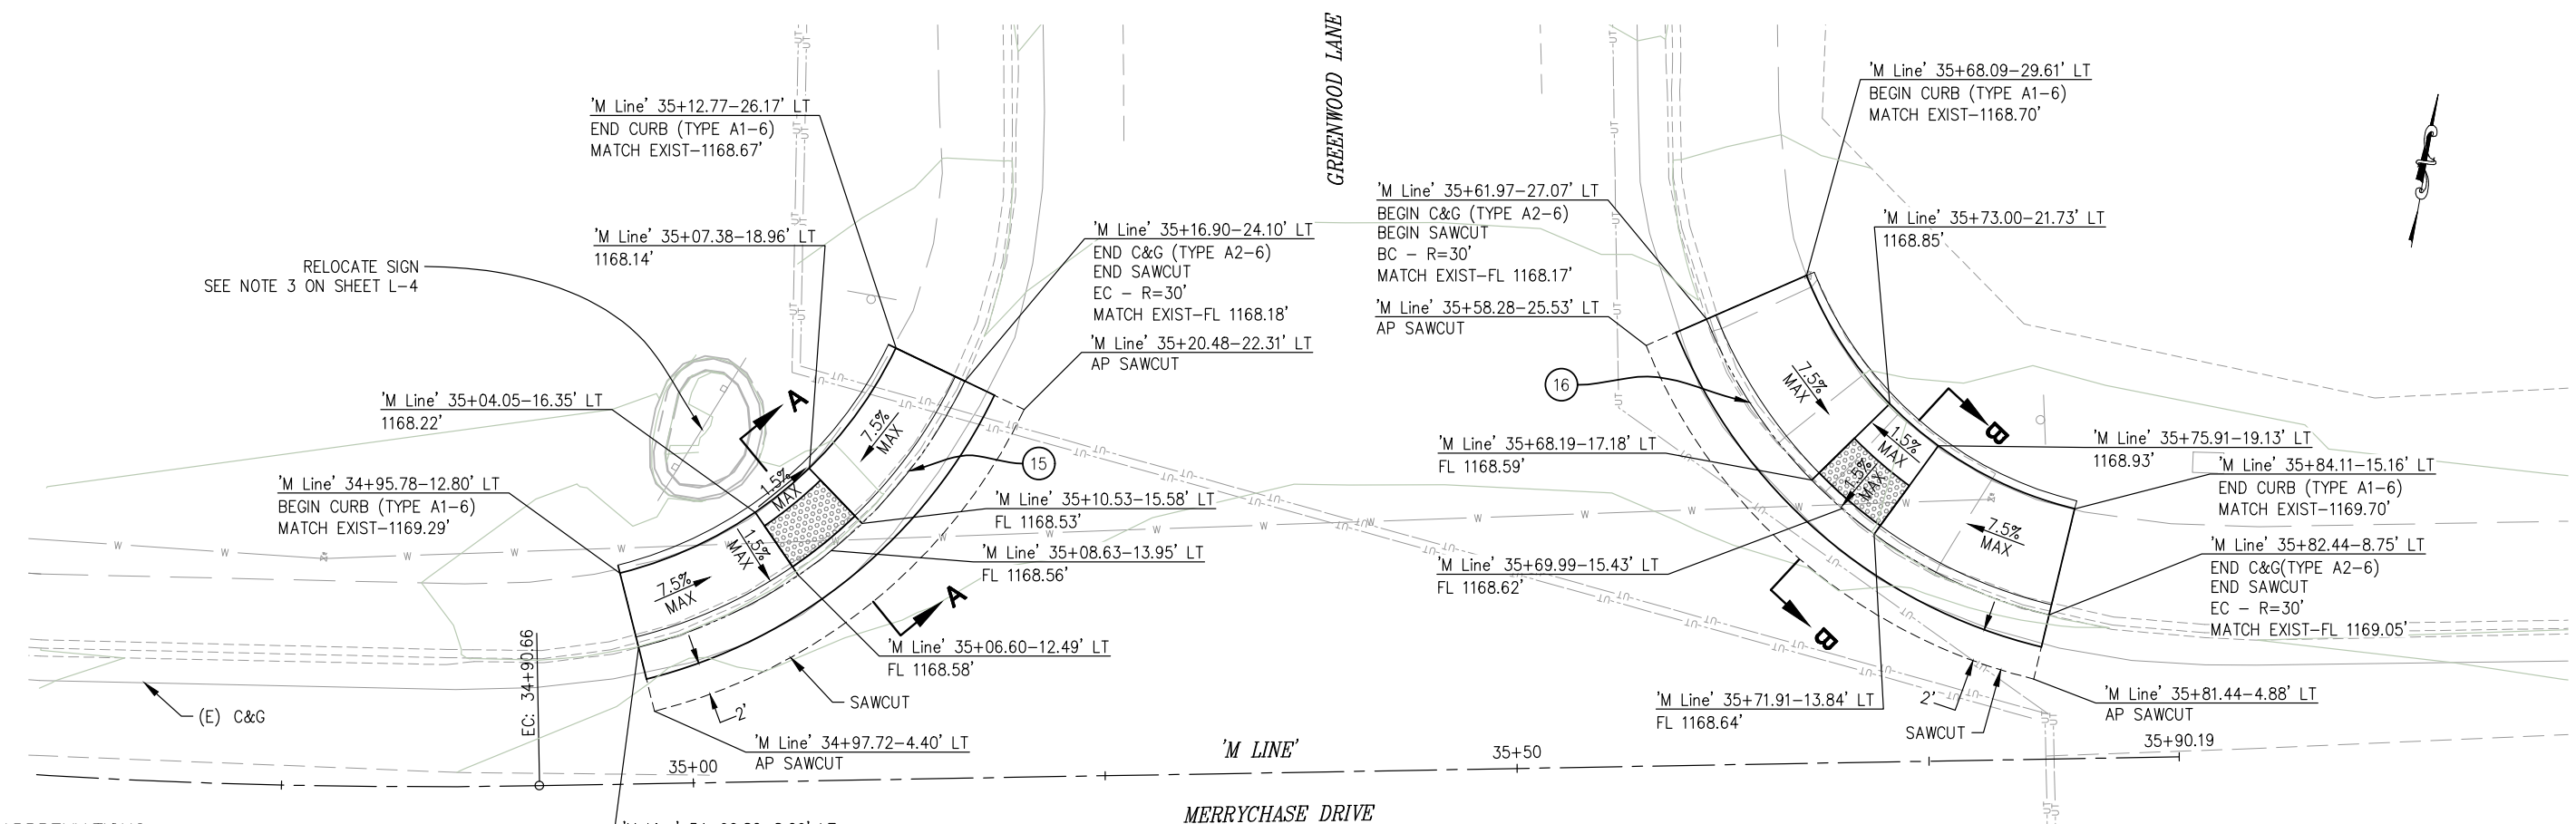 GREENWOOD LANE
'M Line' 35+12.77-26.17' LT
END CURB (TYPE A1-6)
MATCH EXIST-1168.67'
'M Line' 35+07.38-18.96' LT
1168.14'
RELOCATE SIGN
SEE NOTE 3 ON SHEET L-4
'M Line' 35+04.05-16.35' LT
1168.22'
'M Line' 34+95.78-12.80' LT
BEGIN CURB (TYPE A1-6)
MATCH EXIST-1169.29'
'M Line' 35+16.90-24.10' LT
END C&G (TYPE A2-6)
END SAWCUT
EC - R=30'
MATCH EXIST-FL 1168.18'
'M Line' 35+20.48-22.31' LT
AP SAWCUT
A
7.5%
MAX
15
1.5%
MAX
'M Line' 35+10.53-15.58' LT
FL 1168.53'
1.5%
MAX
'M Line' 35+08.63-13.95' LT
FL 1168.56'
7.5%
MAX
A
'M Line' 35+06.60-12.49' LT
FL 1168.58'
EC: 34+90.66
(E) C&G
SAWCUT
2'
'M Line' 34+97.72-4.40' LT
AP SAWCUT
'M Line' 35+68.09-29.61' LT
BEGIN CURB (TYPE A1-6)
MATCH EXIST-1168.70'
'M Line' 35+61.97-27.07' LT
BEGIN C&G (TYPE A2-6)
BEGIN SAWCUT
BC - R=30'
MATCH EXIST-FL 1168.17'
'M Line' 35+73.00-21.73' LT
1168.85'
'M Line' 35+58.28-25.53' LT
AP SAWCUT
16
7.5%
MAX
B
'M Line' 35+68.19-17.18' LT
FL 1168.59'
1.5%
MAX
1.5%
MAX
'M Line' 35+75.91-19.13' LT
1168.93'
'M Line' 35+84.11-15.16' LT
END CURB (TYPE A1-6)
MATCH EXIST-1169.70'
7.5%
MAX
'M Line' 35+69.99-15.43' LT
FL 1168.62'
'M Line' 35+82.44-8.75' LT
END C&G(TYPE A2-6)
END SAWCUT
EC - R=30'
MATCH EXIST-FL 1169.05'
B
'M Line' 35+71.91-13.84' LT
FL 1168.64'
2'
SAWCUT
'M Line' 35+81.44-4.88' LT
AP SAWCUT
35+00
'M LINE'
35+50
35+90.19
MERRYCHASE DRIVE